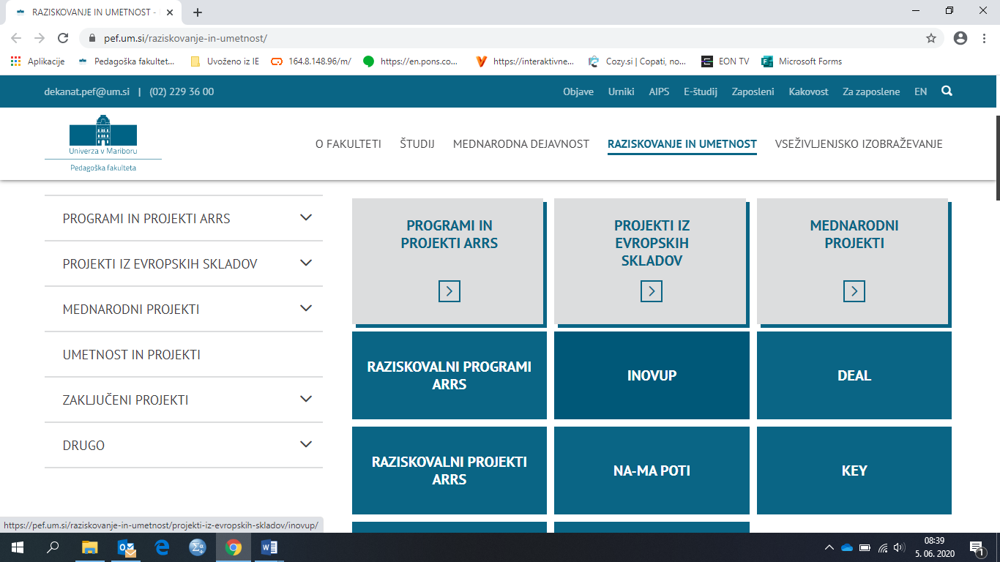 RAZISKOVANJE IN UMETNOST -
pef.um.si/raziskovanje-in-umetnost/
Aplikacije Pedagoška fakultet... Uvoženo iz IE 164.8.148.96/m/ https://en.pons.co... https://interaktivne... Cozy.si | Copati, no... EON TV Microsoft Forms
dekanat.pef@um.si | (02) 229 36 00 Objave Urniki AIPS E-študij Zaposleni Kakovost Za zaposlene EN
Univerza v Mariboru
Pedagoška fakulteta
O FAKULTETI ŠTUDIJ MEDNARODNA DEJAVNOST RAZISKOVANJE IN UMETNOST VSEŽIVLJENJSKO IZOBRAŽEVANJE
PROGRAMI IN PROJEKTI ARRS
PROJEKTI IZ EVROPSKIH SKLADOV
MEDNARODNI PROJEKTI
UMETNOST IN PROJEKTI
ZAKLJUČENI PROJEKTI
DRUGO
PROGRAMI IN
PROJEKTI ARRS
PROJEKTI IZ
EVROPSKIH
SKLADOV
MEDNARODNI
PROJEKTI
RAZISKOVALNI PROGRAMI
ARRS
INOVUP
DEAL
RAZISKOVALNI PROJEKTI
ARRS
NA-MA POTI
KEY
https://pef.um.si/raziskovanje-in-umetnost/projekti-iz-evropskih-skladov/inovup/
08:39
5. 06. 2020
1